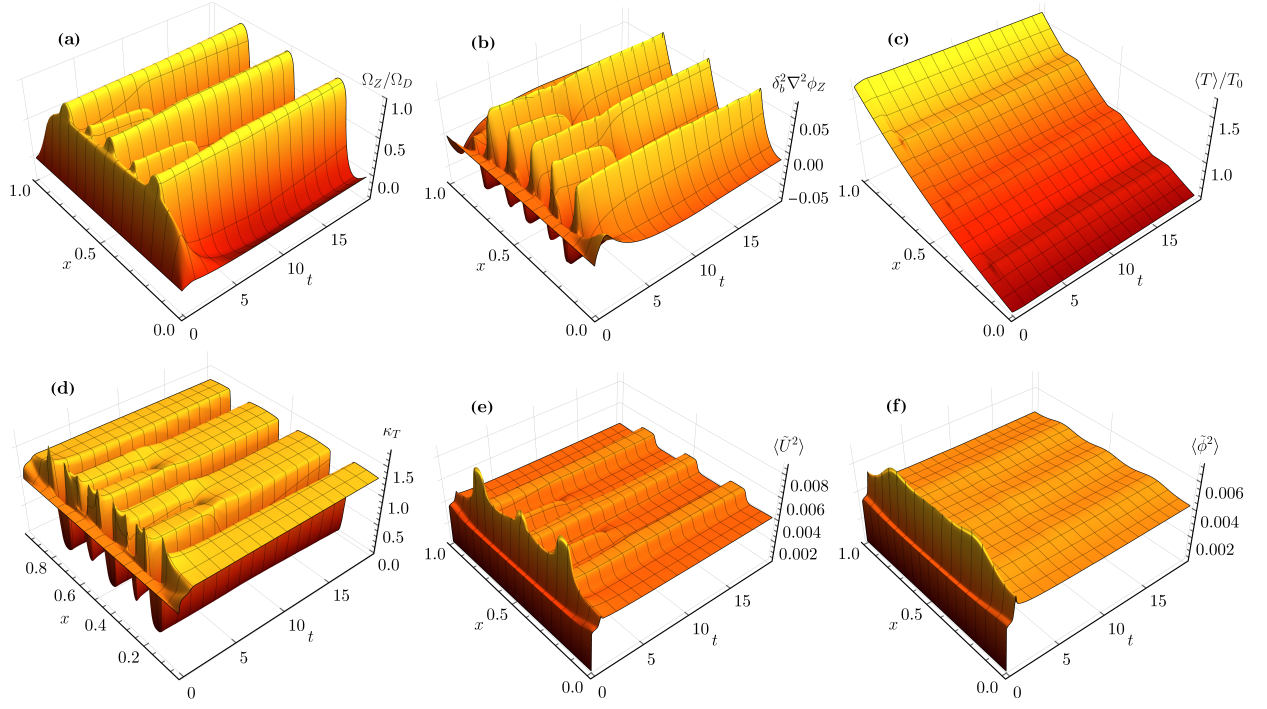 (a)
Ω_Z/Ω_D
1.0
0.5
0.0
1.0
0.5
0.0
x
0
5
10
15
t
(b)
δ_b^2∇^2ϕ_Z
0.05
0.00
−0.05
1.0
0.5
0.0
x
0
5
10
15
t
(c)
⟨T⟩/T_0
1.5
1.0
1.0
0.5
0.0
x
0
5
10
15
t
(d)
κ_T
1.5
1.0
0.5
0.0
0.8
0.6
0.4
0.2
x
0
5
10
15
t
(e)
⟨Ũ^2⟩
0.008
0.006
0.004
0.002
1.0
0.5
0.0
x
0
5
10
15
t
(f)
⟨ϕ̃^2⟩
0.006
0.004
0.002
1.0
0.5
0.0
x
0
5
10
15
t